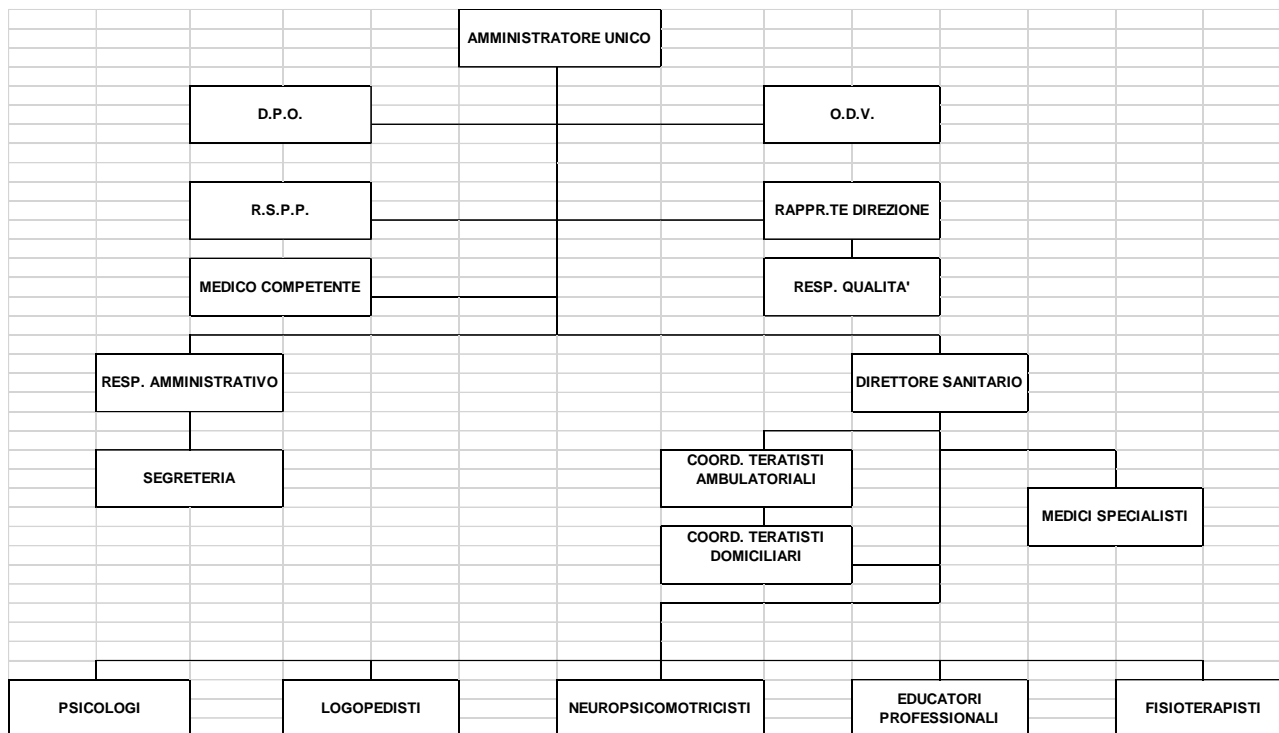 AMMINISTRATORE UNICO
D.P.O.
O.D.V.
R.S.P.P.
RAPPR.TE DIREZIONE
MEDICO COMPETENTE
RESP. QUALITA'
RESP. AMMINISTRATIVO
DIRETTORE SANITARIO
SEGRETERIA
COORD. TERATISTI
AMBULATORIALI
MEDICI SPECIALISTI
COORD. TERATISTI
DOMICILIARI
PSICOLOGI
LOGOPEDISTI
NEUROPSICOMOTRICISTI
EDUCATORI
PROFESSIONALI
FISIOTERAPISTI